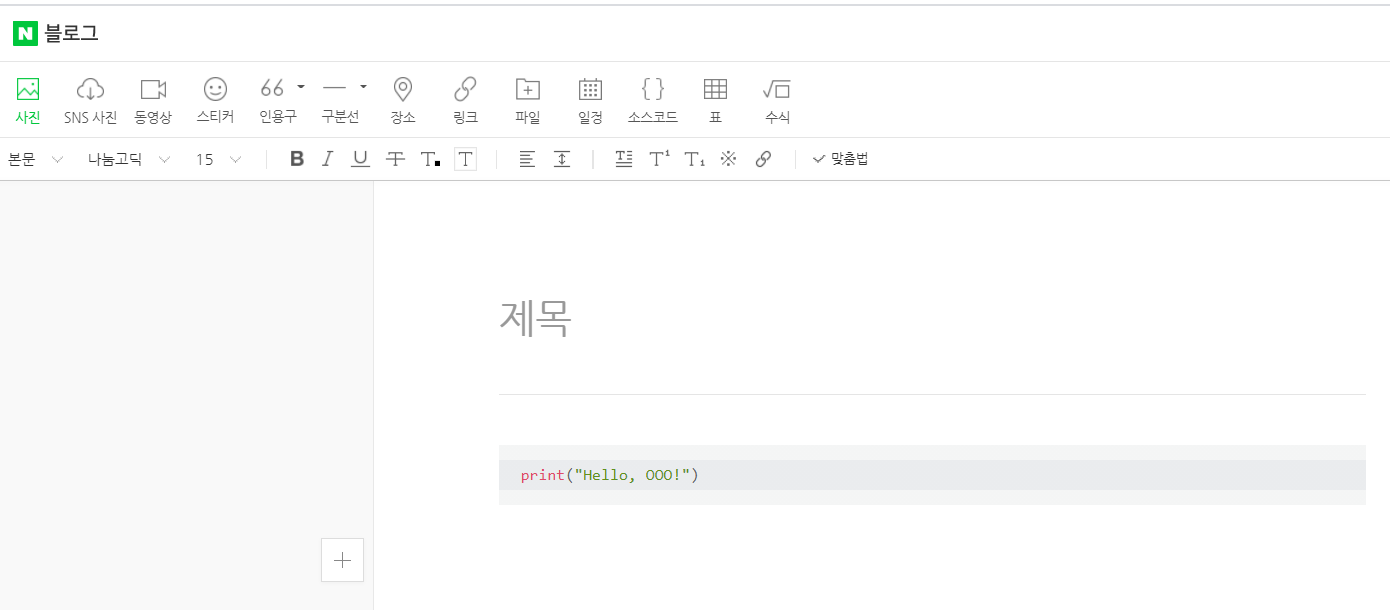 N 블로그
사진 SNS 사진 동영상 스티커 인용구 구분선 장소 링크 파일 일정 소스코드 표 수식
본문 나눔고딕 15 B I U T T T T T¹ T₁ ※ 맞춤법
제목
print("Hello, OOO!")